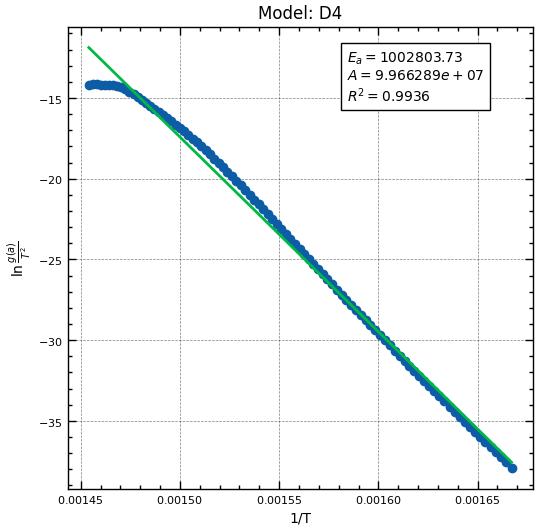 Model: D4
E_a = 1002803.73
A = 9.966289e + 07
R^2 = 0.9936
−15
−20
−25
−30
−35
ln g(a)/T^2
0.00145 0.00150 0.00155 0.00160 0.00165
1/T